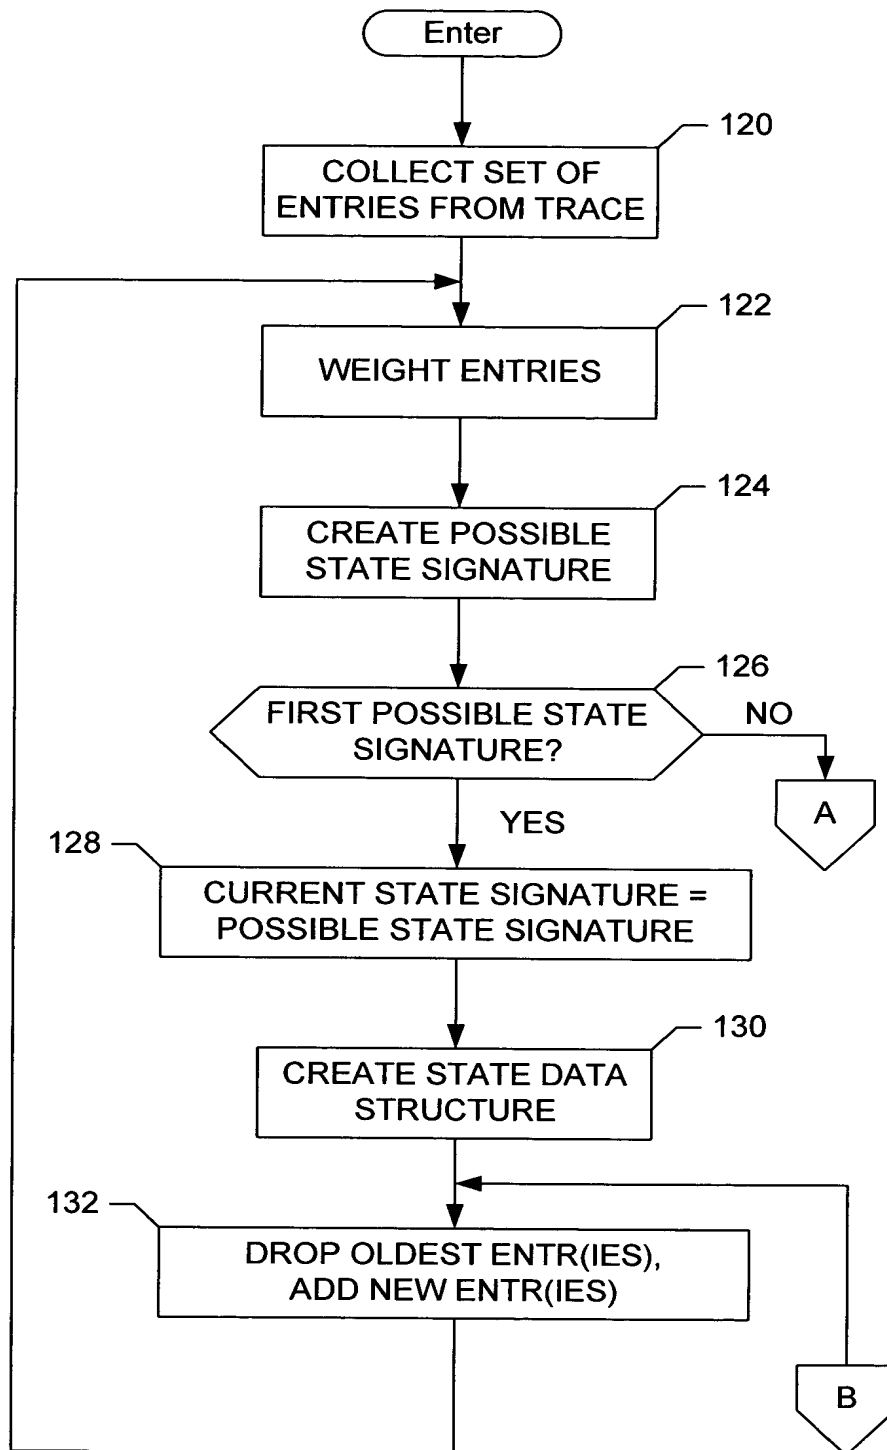 Enter
120
COLLECT SET OF
ENTRIES FROM TRACE
122
WEIGHT ENTRIES
124
CREATE POSSIBLE
STATE SIGNATURE
126
FIRST POSSIBLE STATE
SIGNATURE?
NO
A
YES
128
CURRENT STATE SIGNATURE =
POSSIBLE STATE SIGNATURE
130
CREATE STATE DATA
STRUCTURE
132
DROP OLDEST ENTR(IES),
ADD NEW ENTR(IES)
B